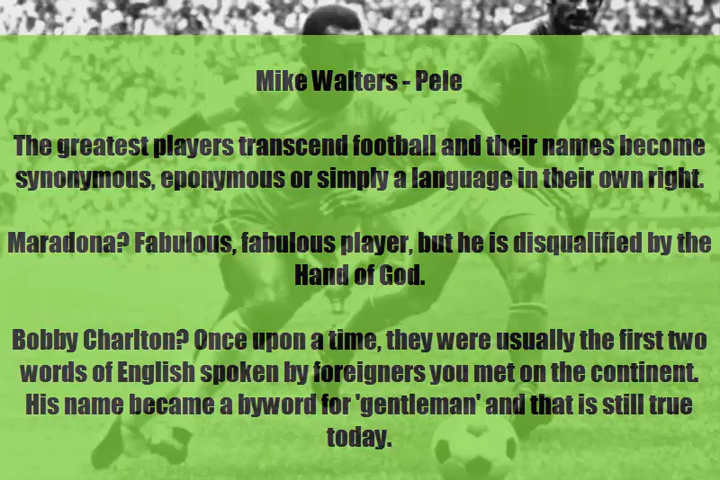 Mike Walters - Pele
The greatest players transcend football and their names become
synonymous, eponymous or simply a language in their own right.
Maradona? Fabulous, fabulous player, but he is disqualified by the
Hand of God.
Bobby Charlton? Once upon a time, they were usually the first two
words of English spoken by foreigners you met on the continent.
His name became a byword for 'gentleman' and that is still true
today.